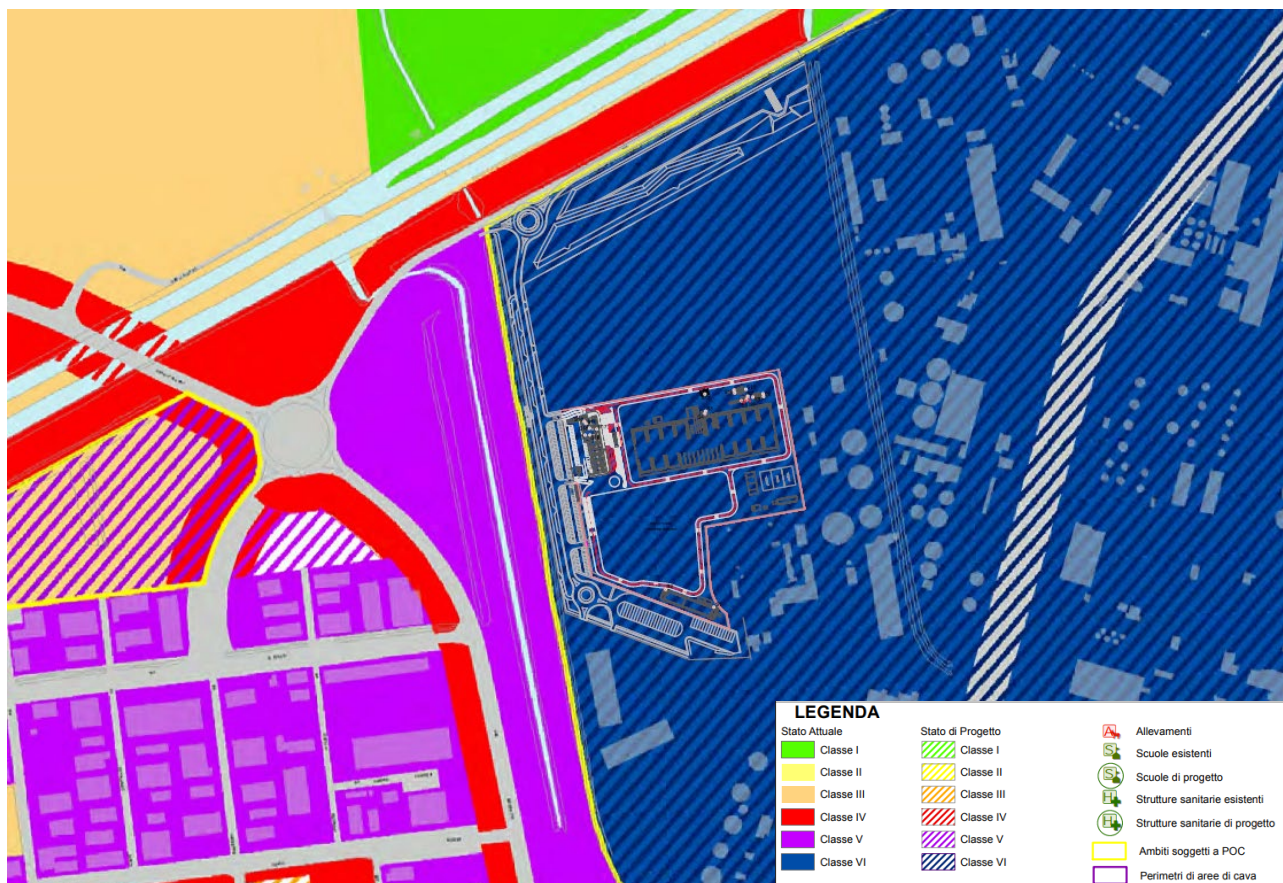 LEGENDA
Stato Attuale
Classe I
Classe II
Classe III
Classe IV
Classe V
Classe VI
Stato di Progetto
Classe I
Classe II
Classe III
Classe IV
Classe V
Classe VI
Allevamenti
Scuole esistenti
Scuole di progetto
Strutture sanitarie esistenti
Strutture sanitarie di progetto
Ambiti soggetti a POC
Perimetri di aree di cava